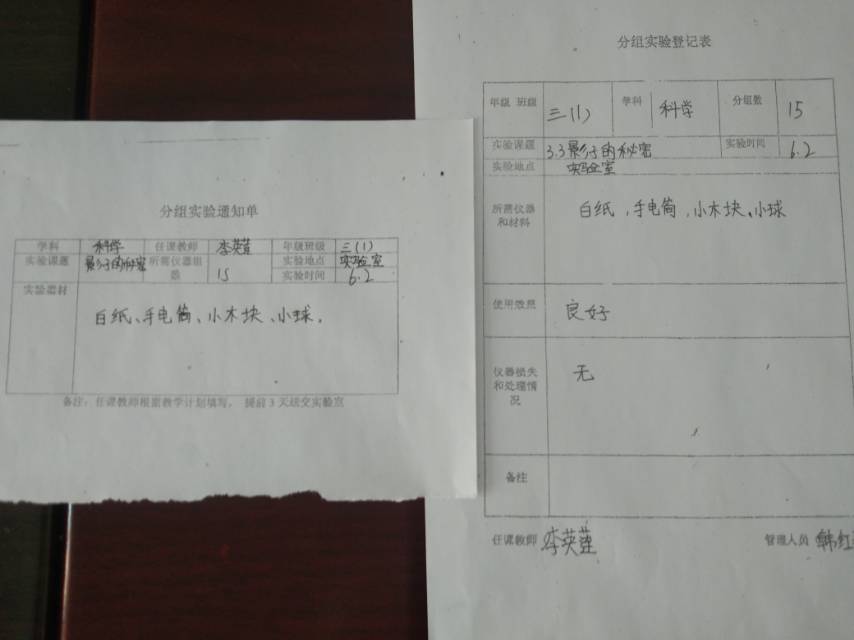 分组实验通知单
学科 科学 任课教师 李英莲 年级班级 三(1)
实验课题 影子的秘密 所需仪器组数 15 实验地点 实验室
实验时间 6.2
实验器材
白纸、手电筒、小木块、小球。
备注:任课教师根据教学计划填写, 提前3天送交实验室
分组实验登记表
年级 班级 三(1) 学科 科学 分组数 15
实验课题 3.3影子的秘密 实验时间 6.2
实验地点 实验室
所需仪器和材料 白纸,手电筒,小木块、小球
使用效果 良好
仪器损失和处理情况 无
备注
任课教师 李英莲 管理人员 韩红